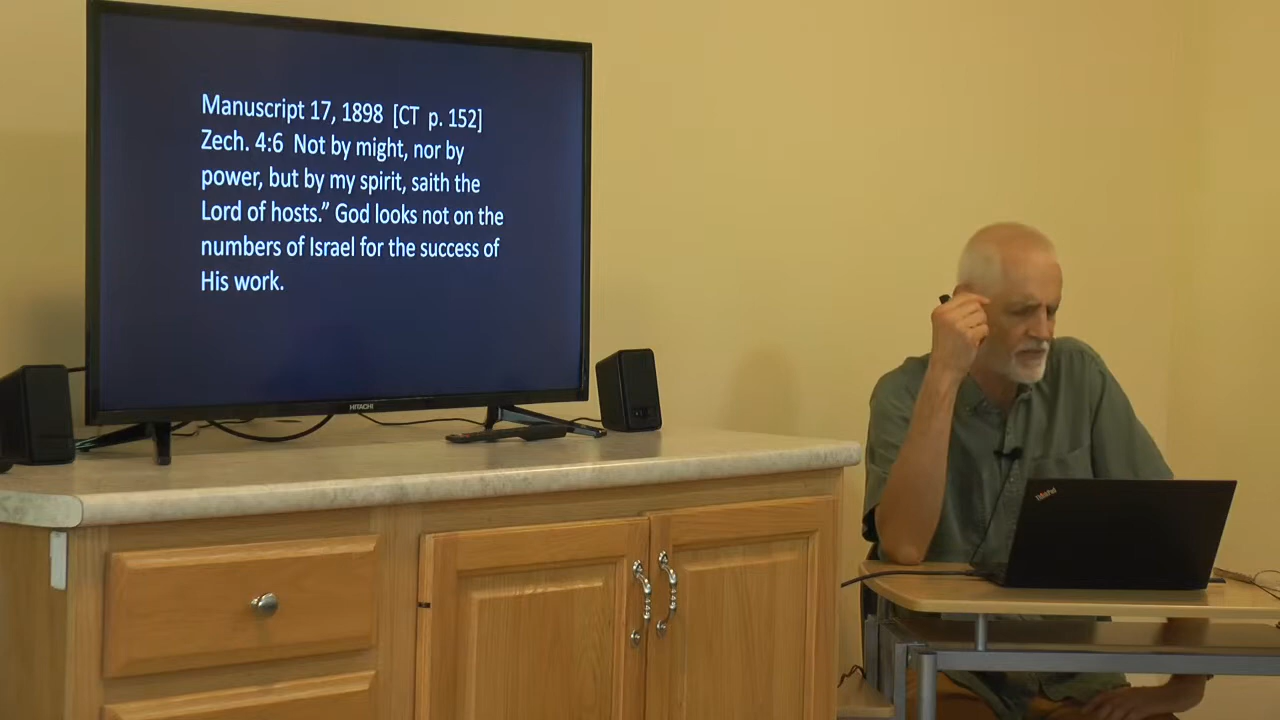 Manuscript 17, 1898 [CT p. 152]
Zech. 4:6 Not by might, nor by
power, but by my spirit, saith the
Lord of hosts.” God looks not on the
numbers of Israel for the success of
His work.
HITACHI
ThinkPad